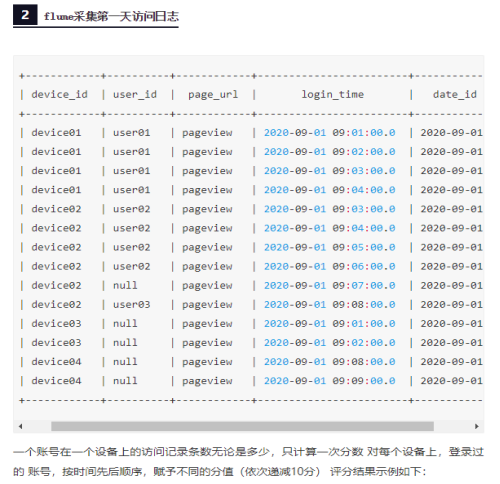 2 flume采集第一天访问日志
+------------+----------+-------------+------------------------+-----------
| device_id | user_id | page_url | login_time | date_id
+------------+----------+-------------+------------------------+-----------
| device01 | user01 | pageview | 2020-09-01 09:01:00.0 | 2020-09-01
| device01 | user01 | pageview | 2020-09-01 09:02:00.0 | 2020-09-01
| device01 | user01 | pageview | 2020-09-01 09:03:00.0 | 2020-09-01
| device01 | user01 | pageview | 2020-09-01 09:04:00.0 | 2020-09-01
| device02 | user02 | pageview | 2020-09-01 09:03:00.0 | 2020-09-01
| device02 | user02 | pageview | 2020-09-01 09:04:00.0 | 2020-09-01
| device02 | user02 | pageview | 2020-09-01 09:05:00.0 | 2020-09-01
| device02 | user02 | pageview | 2020-09-01 09:06:00.0 | 2020-09-01
| device02 | null | pageview | 2020-09-01 09:07:00.0 | 2020-09-01
| device02 | user03 | pageview | 2020-09-01 09:08:00.0 | 2020-09-01
| device03 | null | pageview | 2020-09-01 09:01:00.0 | 2020-09-01
| device03 | null | pageview | 2020-09-01 09:02:00.0 | 2020-09-01
| device04 | null | pageview | 2020-09-01 09:08:00.0 | 2020-09-01
| device04 | null | pageview | 2020-09-01 09:09:00.0 | 2020-09-01
+------------+----------+-------------+------------------------+-----------
一个账号在一个设备上的访问记录条数无论是多少，只计算一次分数 对每个设备上，登录过
的 账号，按时间先后顺序，赋予不同的分值（依次递减10分） 评分结果示例如下：